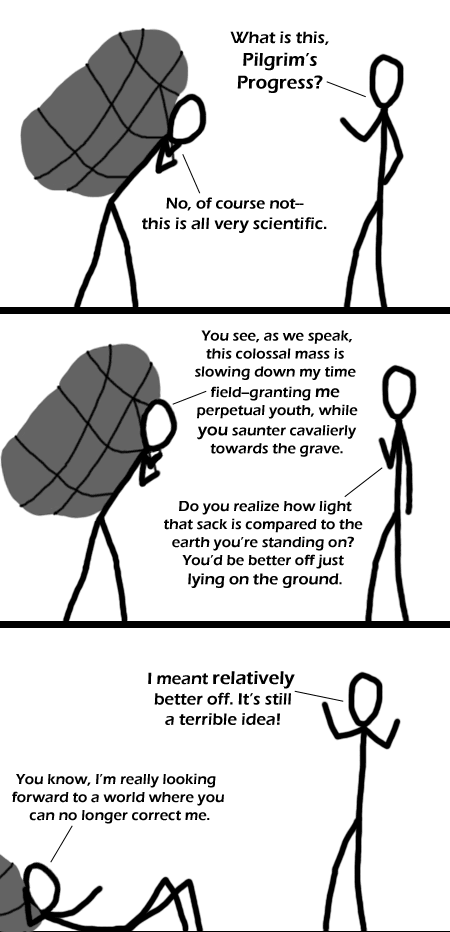 What is this,
Pilgrim's
Progress?
No, of course not--
this is all very scientific.
You see, as we speak,
this colossal mass is
slowing down my time
field--granting me
perpetual youth, while
you saunter cavalierly
towards the grave.
Do you realize how light
that sack is compared to the
earth you're standing on?
You'd be better off just
lying on the ground.
I meant relatively
better off. It's still
a terrible idea!
You know, I'm really looking
forward to a world where you
can no longer correct me.